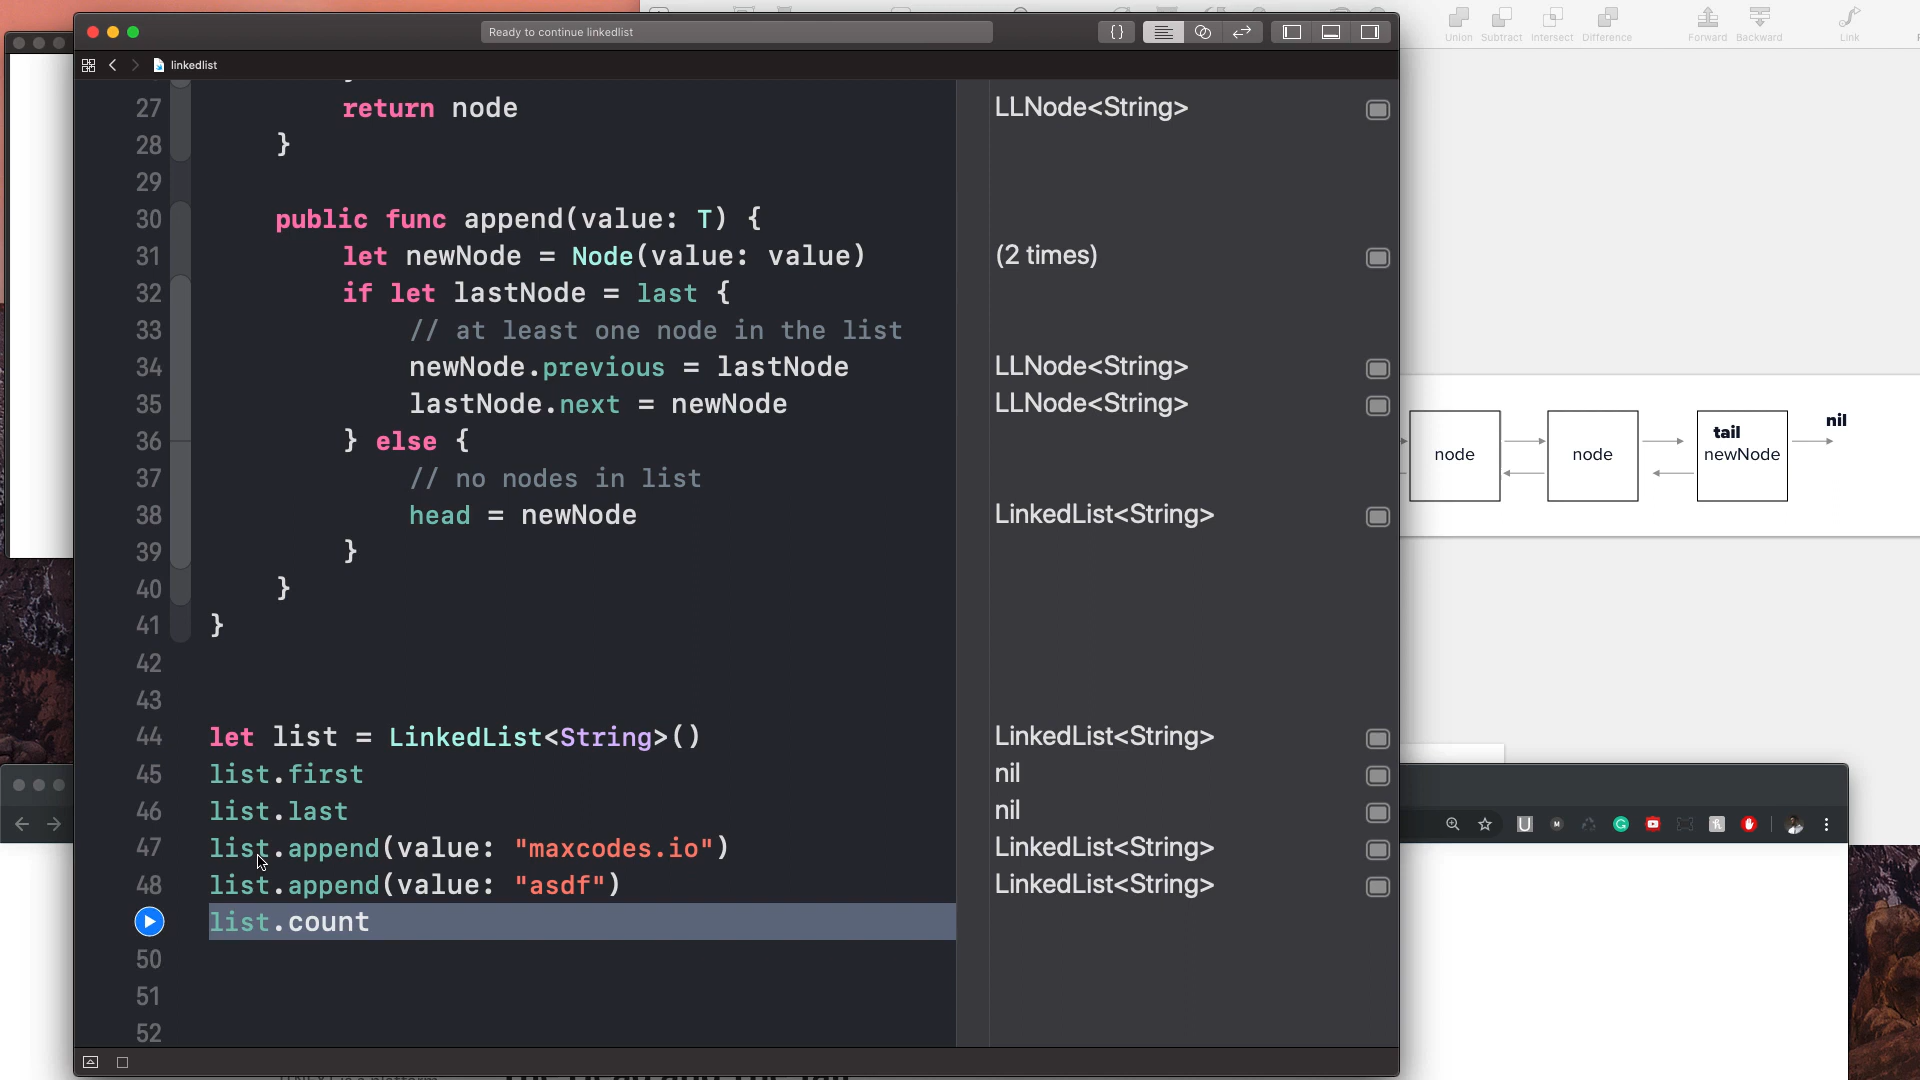 Ready to continue linkedlist
{}
Union Subtract Intersect Difference Forward Backward Link
linkedlist
27 return node LLNode<String>
28 }
29
30 public func append(value: T) {
31 let newNode = Node(value: value) (2 times)
32 if let lastNode = last {
33 // at least one node in the list
34 newNode.previous = lastNode LLNode<String>
35 lastNode.next = newNode LLNode<String>
36 } else {
37 // no nodes in list
38 head = newNode LinkedList<String>
39 }
40 }
41 }
42
43
44 let list = LinkedList<String>() LinkedList<String>
45 list.first nil
46 list.last nil
47 list.append(value: "maxcodes.io") LinkedList<String>
48 list.append(value: "asdf") LinkedList<String>
list.count
50
51
52
node
node
tail
newNode
nil